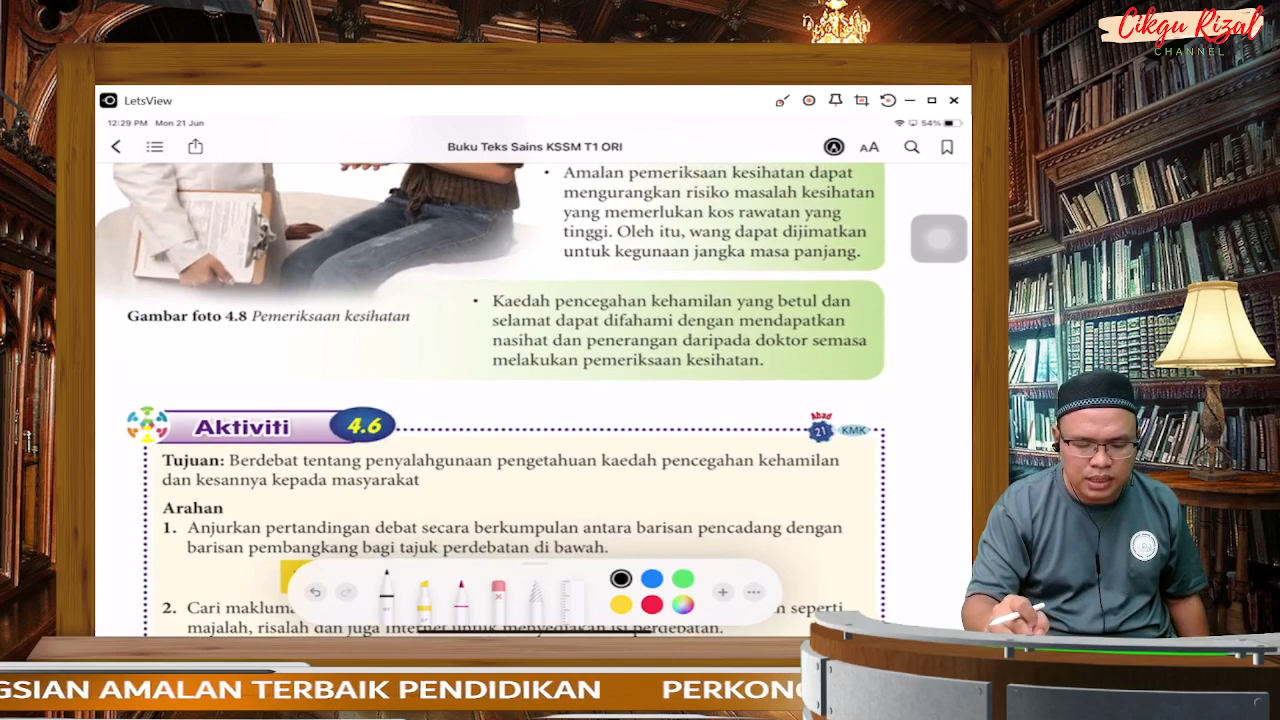 Cikgu Rizal
CHANNEL
LetsView
12:29 PM Mon 21 Jun
54%
Buku Teks Sains KSSM T1 ORI
AA
• Amalan pemeriksaan kesihatan dapat
mengurangkan risiko masalah kesihatan
yang memerlukan kos rawatan yang
tinggi. Oleh itu, wang dapat dijimatkan
untuk kegunaan jangka masa panjang.
Gambar foto 4.8 Pemeriksaan kesihatan
• Kaedah pencegahan kehamilan yang betul dan
selamat dapat difahami dengan mendapatkan
nasihat dan penerangan daripada doktor semasa
melakukan pemeriksaan kesihatan.
Aktiviti 4.6
Abad
21 KMK
Tujuan: Berdebat tentang penyalahgunaan pengetahuan kaedah pencegahan kehamilan
dan kesannya kepada masyarakat
Arahan
1. Anjurkan pertandingan debat secara berkumpulan antara barisan pencadang dengan
barisan pembangkang bagi tajuk perdebatan di bawah.
2. Cari makluma seperti
majalah, risalah dan juga Internet untuk menyediakan isi perdebatan.
GSIAN AMALAN TERBAIK PENDIDIKAN PERKONG